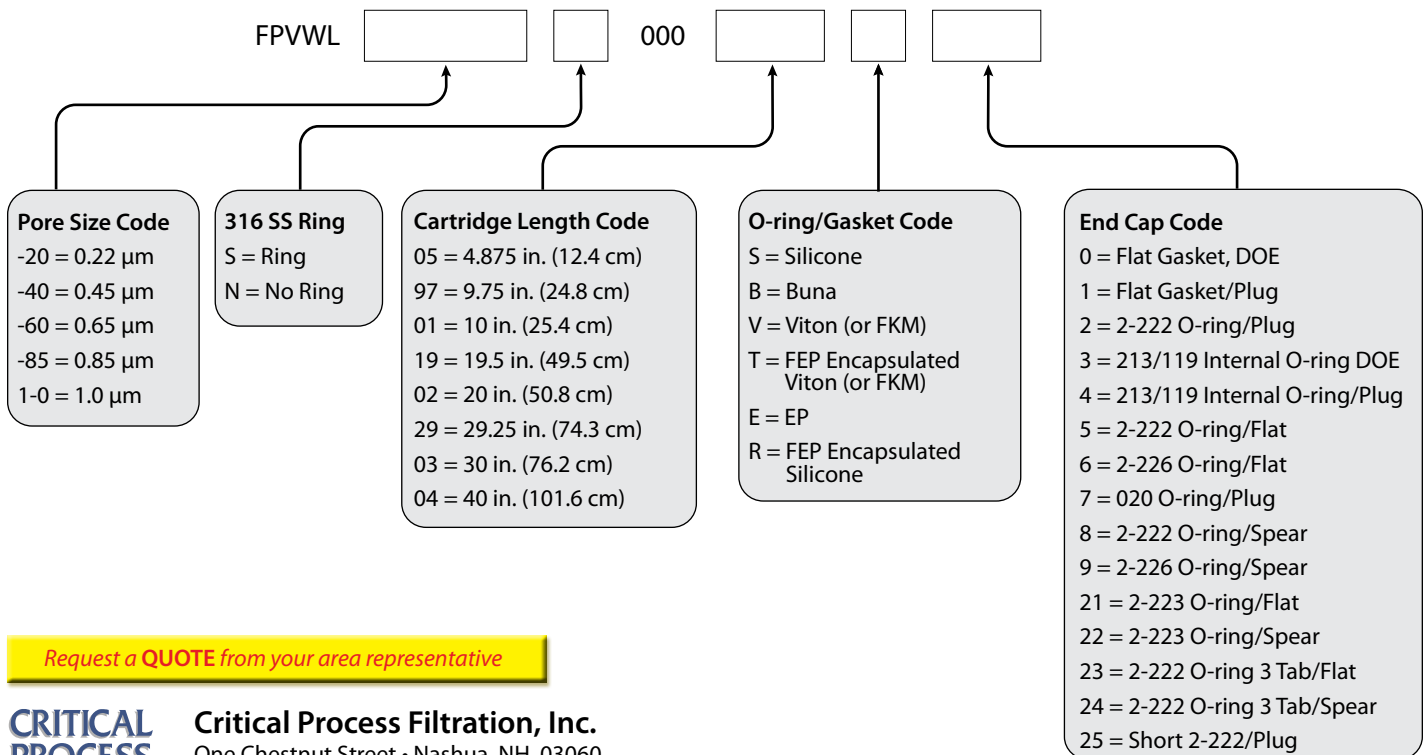 FPVWL 000
Pore Size Code
-20 = 0.22 µm
-40 = 0.45 µm
-60 = 0.65 µm
-85 = 0.85 µm
1-0 = 1.0 µm
316 SS Ring
S = Ring
N = No Ring
Cartridge Length Code
05 = 4.875 in. (12.4 cm)
97 = 9.75 in. (24.8 cm)
01 = 10 in. (25.4 cm)
19 = 19.5 in. (49.5 cm)
02 = 20 in. (50.8 cm)
29 = 29.25 in. (74.3 cm)
03 = 30 in. (76.2 cm)
04 = 40 in. (101.6 cm)
O-ring/Gasket Code
S = Silicone
B = Buna
V = Viton (or FKM)
T = FEP Encapsulated
Viton (or FKM)
E = EP
R = FEP Encapsulated
Silicone
End Cap Code
0 = Flat Gasket, DOE
1 = Flat Gasket/Plug
2 = 2-222 O-ring/Plug
3 = 213/119 Internal O-ring DOE
4 = 213/119 Internal O-ring/Plug
5 = 2-222 O-ring/Flat
6 = 2-226 O-ring/Flat
7 = 020 O-ring/Plug
8 = 2-222 O-ring/Spear
9 = 2-226 O-ring/Spear
21 = 2-223 O-ring/Flat
22 = 2-223 O-ring/Spear
23 = 2-222 O-ring 3 Tab/Flat
24 = 2-222 O-ring 3 Tab/Spear
25 = Short 2-222/Plug
Request a QUOTE from your area representative
CRITICAL
PROCESS
Critical Process Filtration, Inc.
One Chestnut Street • Nashua, NH 03060